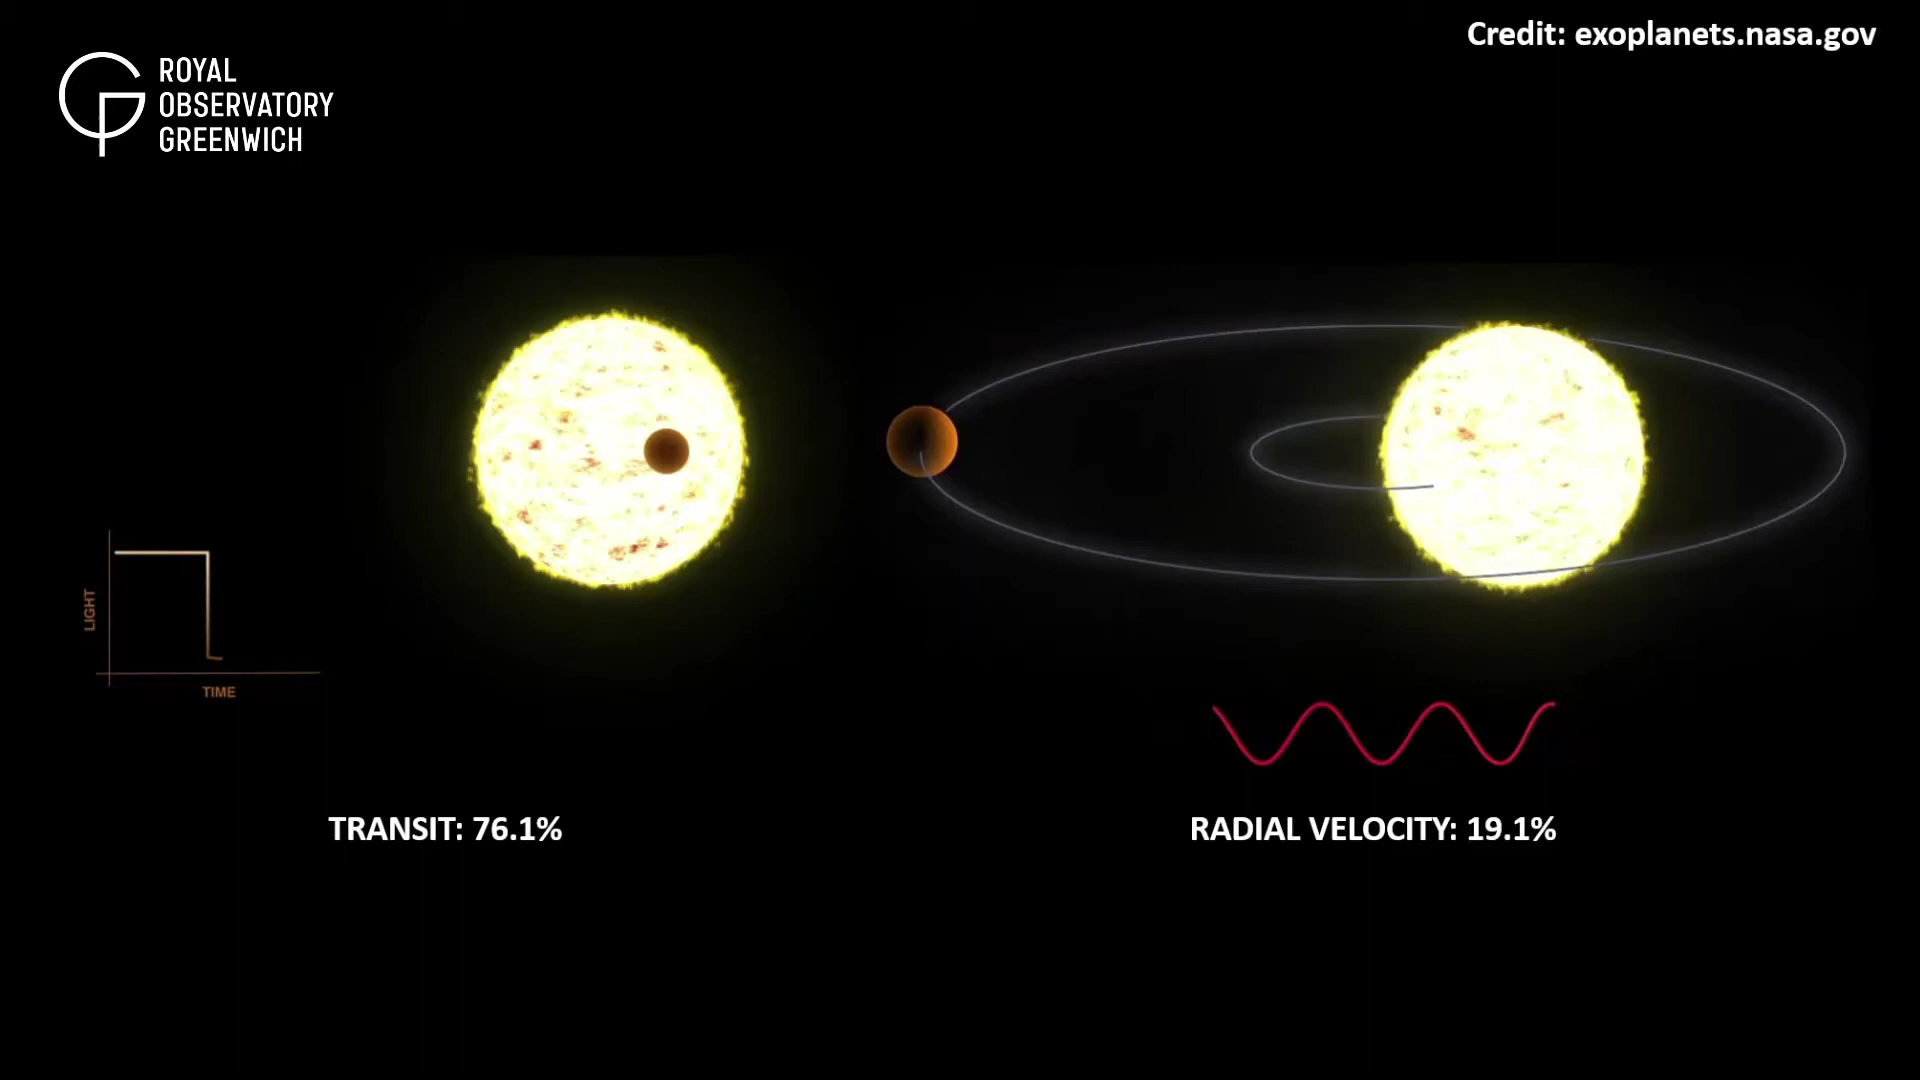 Credit: exoplanets.nasa.gov
ROYAL
OBSERVATORY
GREENWICH
LIGHT
TIME
TRANSIT: 76.1%
RADIAL VELOCITY: 19.1%